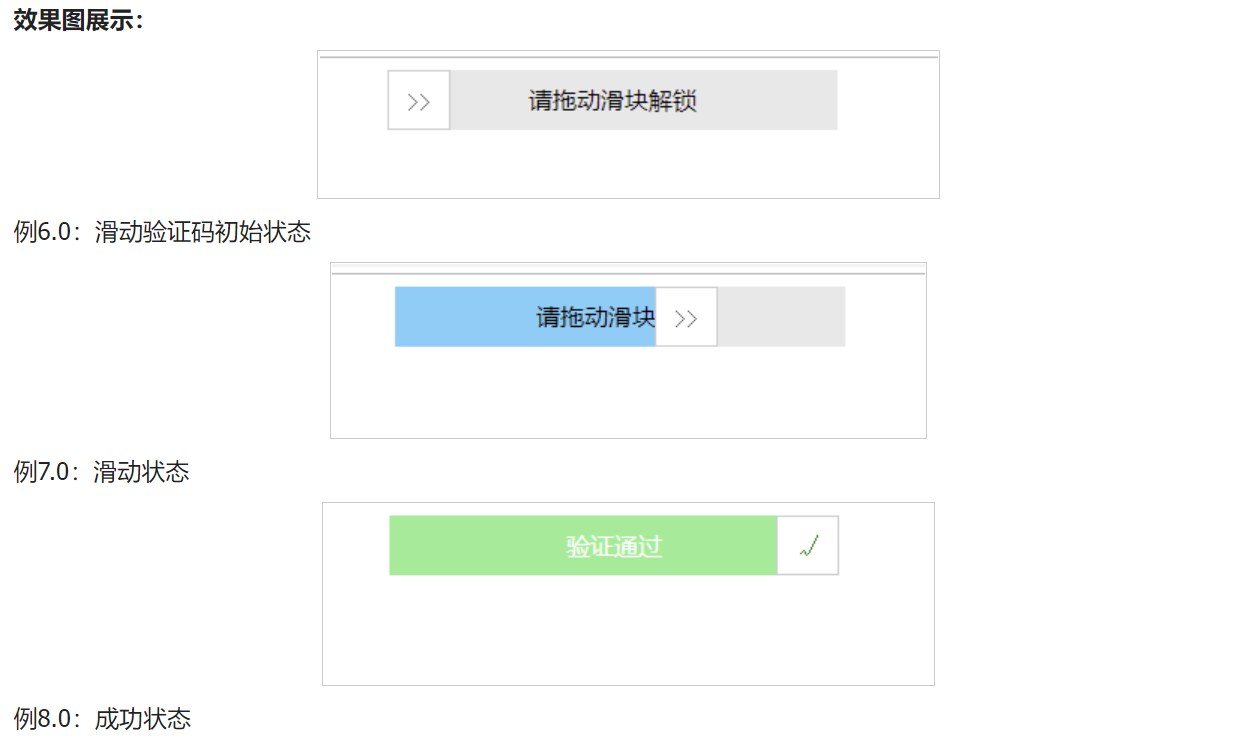 效果图展示：
>> 请拖动滑块解锁
例6.0：滑动验证码初始状态
请拖动滑块 >>
例7.0：滑动状态
验证通过 √
例8.0：成功状态